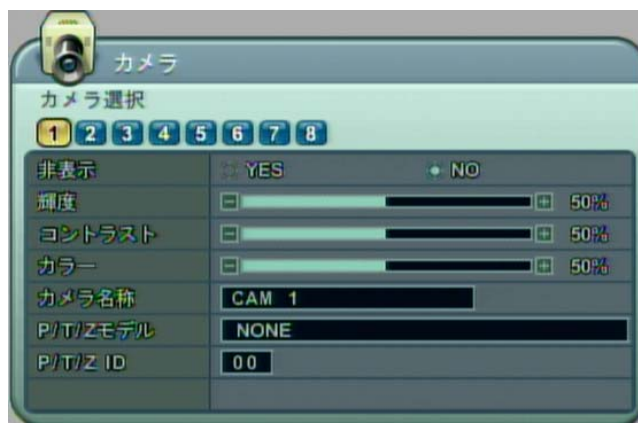 カメラ
カメラ選択
1 2 3 4 5 6 7 8
非表示 YES NO
輝度 50%
コントラスト 50%
カラー 50%
カメラ名称 CAM 1
P/T/Zモデル NONE
P/T/Z ID 00